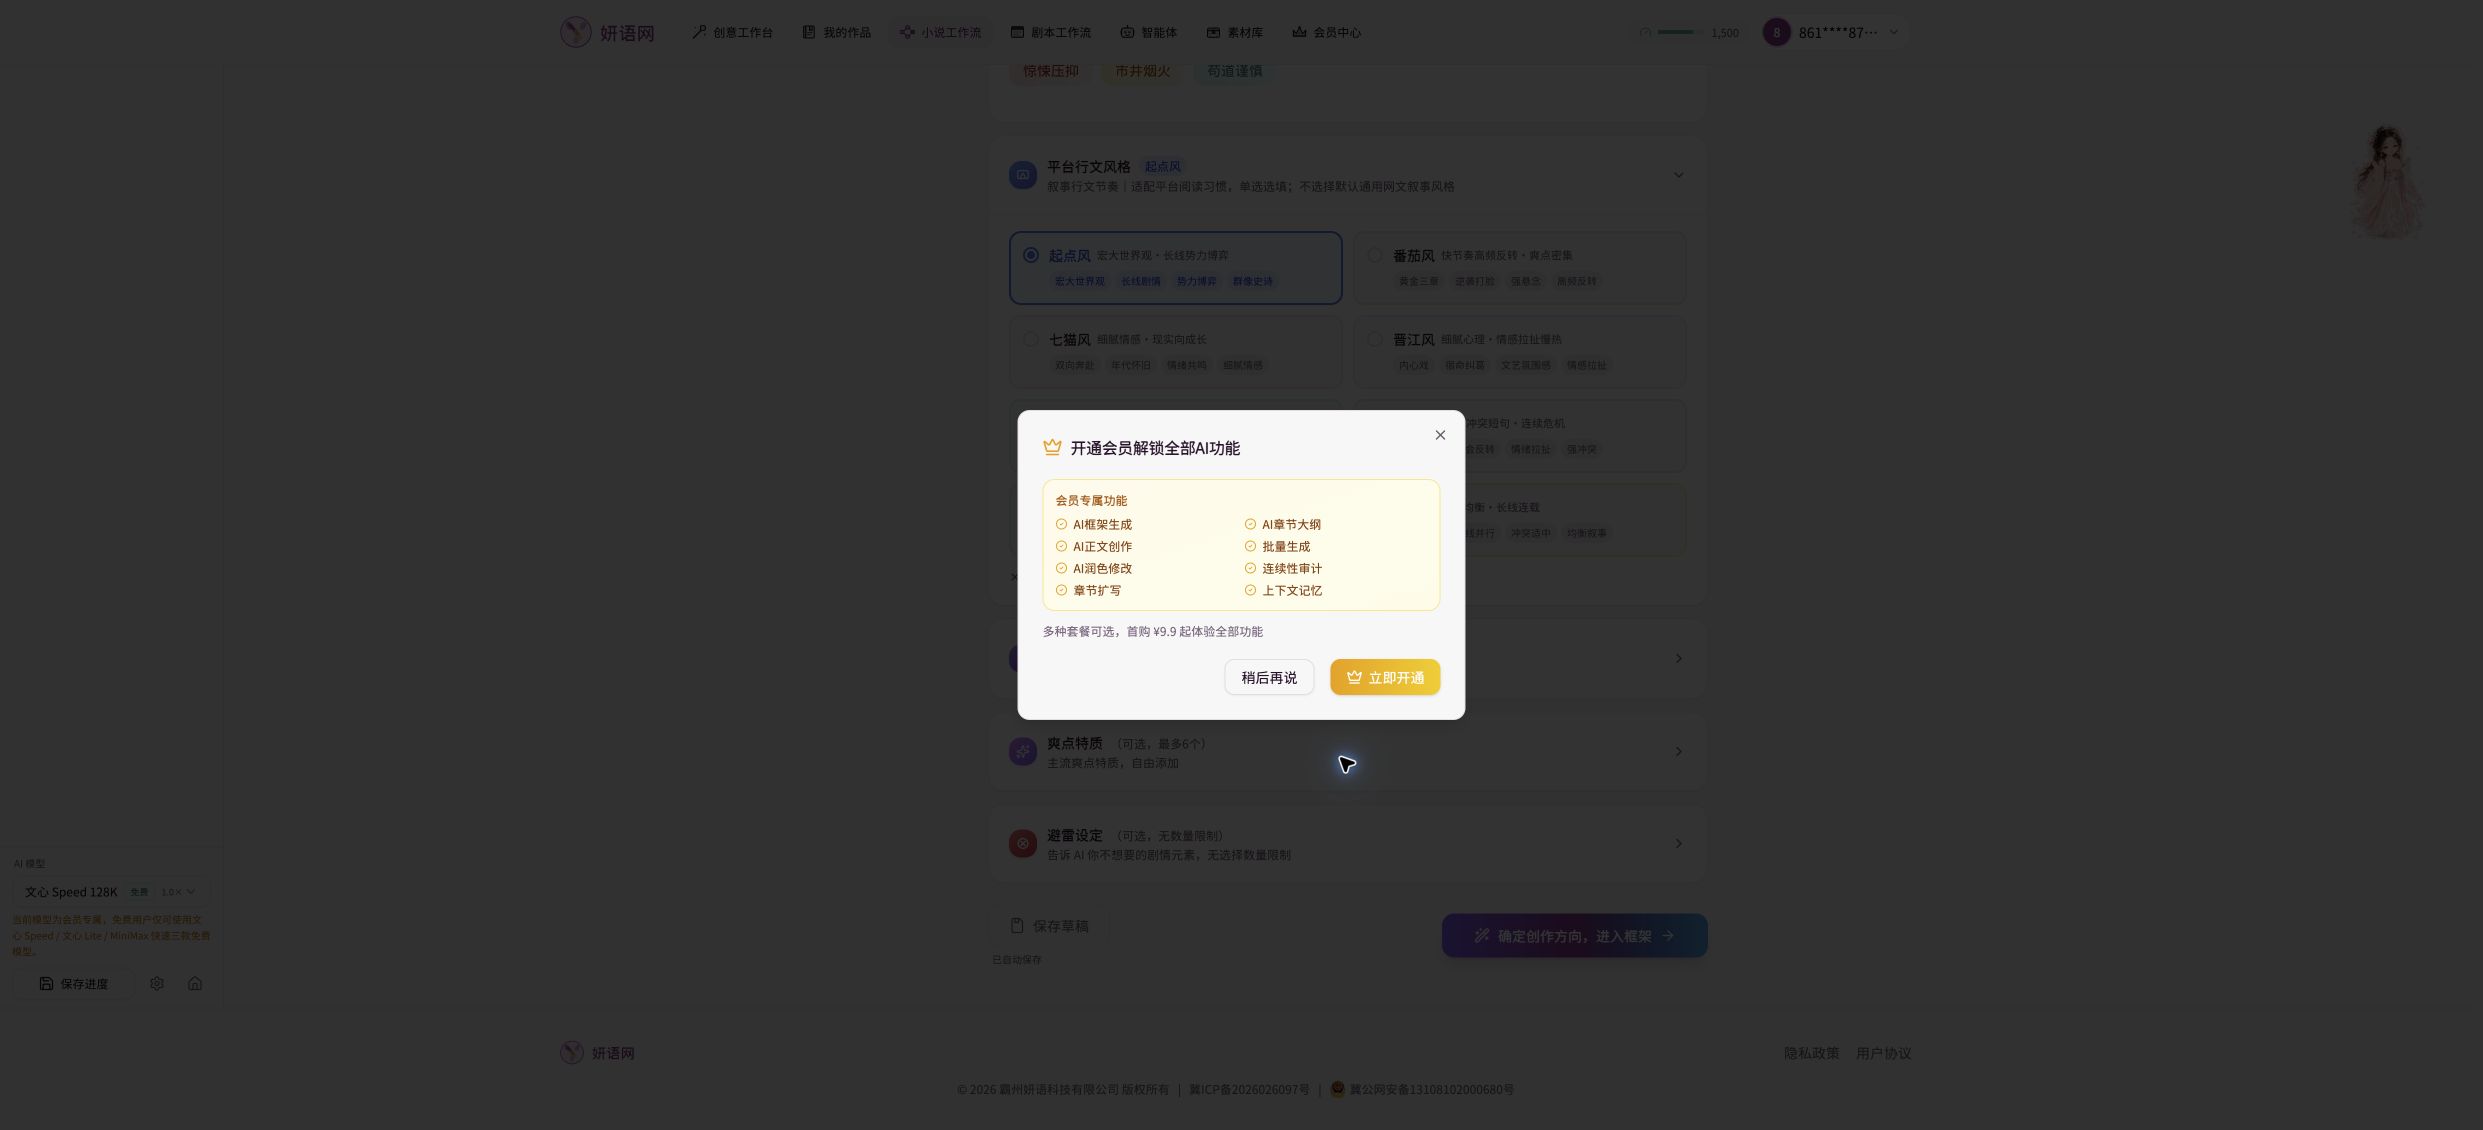 妍语网
创意工作台
我的作品
小说工作流
剧本工作流
智能体
素材库
会员中心
1,500
8
861****87···
惊悚压抑
市井烟火
苟道谨慎
平台行文风格 起点风
叙事行文节奏｜适配平台阅读习惯，单选选填；不选择默认通用网文叙事风格
起点风 宏大世界观・长线势力博弈
宏大世界观 长线剧情 势力博弈 群像史诗
番茄风 快节奏高频反转・爽点密集
黄金三章 逆袭打脸 强悬念 高频反转
七猫风 细腻情感・现实向成长
双向奔赴 年代怀旧 情绪共鸣 细腻情感
晋江风 细腻心理・情感拉扯慢热
内心戏 宿命纠葛 文艺氛围感 情感拉扯
冲突短句・连续危机
反转 情绪拉扯 强冲突
均衡・长线连载
线并行 冲突适中 均衡叙事
开通会员解锁全部AI功能
会员专属功能
AI框架生成
AI章节大纲
AI正文创作
批量生成
AI润色修改
连续性审计
章节扩写
上下文记忆
多种套餐可选，首购 ¥9.9 起体验全部功能
稍后再说
立即开通
爽点特质 （可选，最多6个）
主流爽点特质，自由添加
避雷设定 （可选，无数量限制）
告诉 AI 你不想要的剧情元素，无选择数量限制
保存草稿
已自动保存
确定创作方向，进入框架
AI 模型
文心 Speed 128K 免费 1.0×
当前模型为会员专属，免费用户仅可使用文
心 Speed / 文心 Lite / MiniMax 快速三款免费
模型。
保存进度
妍语网
隐私政策
用户协议
© 2026 霸州妍语科技有限公司 版权所有 | 冀ICP备2026026097号 | 冀公网安备13108102000680号